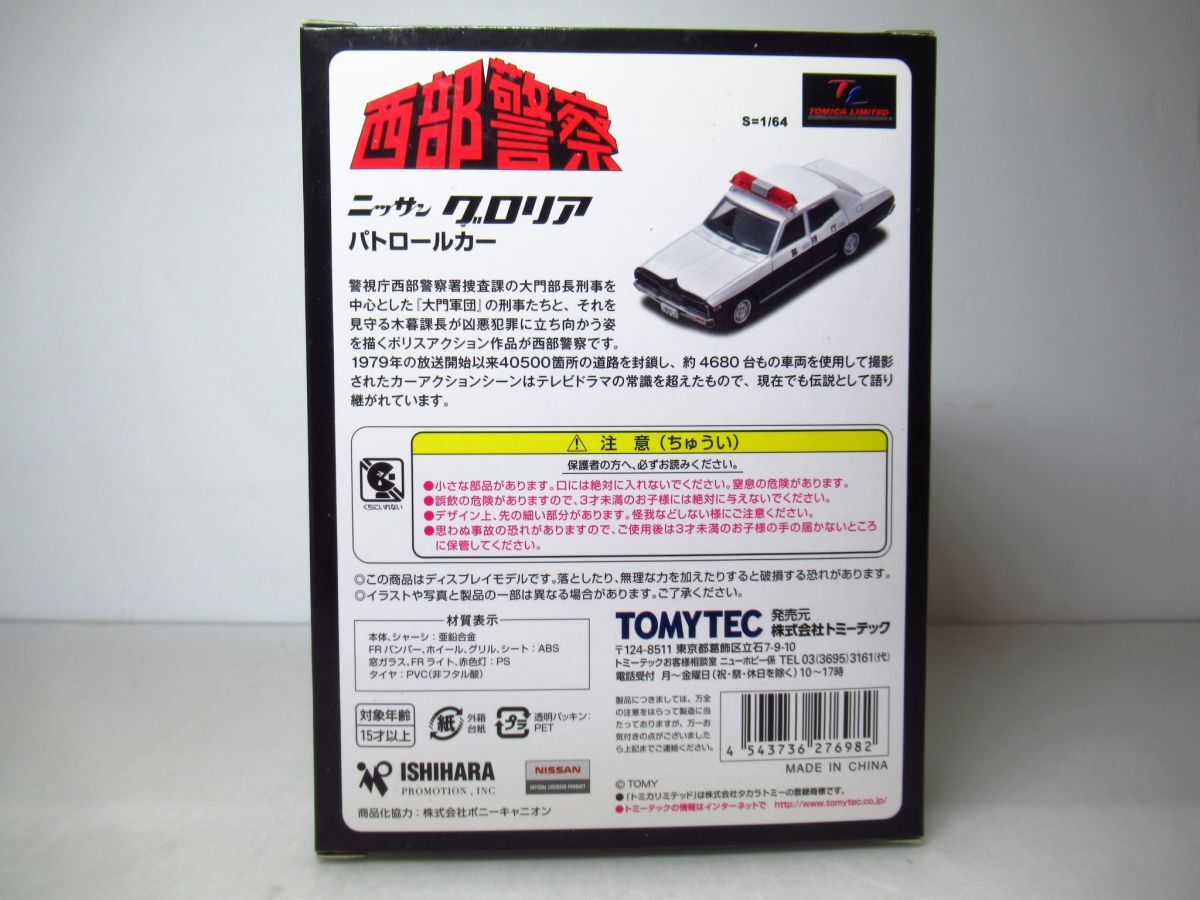 西部警察
S=1/64
TL
TOMICA LIMITED
ニッサン グロリア
パトロールカー
警視庁
警視庁西部警察署捜査課の大門部長刑事を
中心とした『大門軍団』の刑事たちと、それを
見守る木暮課長が凶悪犯罪に立ち向かう姿
を描くポリスアクション作品が西部警察です。
1979年の放送開始以来40500箇所の道路を封鎖し、約4680台もの車両を使用して撮影
されたカーアクションシーンはテレビドラマの常識を超えたもので、現在でも伝説として語り
継がれています。
くちにいれない
⚠ 注 意(ちゅうい)
保護者の方へ、必ずお読みください。
●小さな部品があります。口には絶対に入れないでください。窒息の危険があります。
●誤飲の危険がありますので、3才未満のお子様には絶対に与えないでください。
●デザイン上、先の細い部分があります。怪我などしない様にご注意ください。
●思わぬ事故の恐れがありますので、ご使用後は3才未満のお子様の手の届かないところ
に保管してください。
◎この商品はディスプレイモデルです。落としたり、無理な力を加えたりすると破損する恐れがあります。
◎イラストや写真と製品の一部は異なる場合があります。ご了承ください。
材質表示
本体、シャーシ:亜鉛合金
FRバンパー、ホイール、グリル、シート:ABS
窓ガラス、FRライト、赤色灯:PS
タイヤ:PVC(非フタル酸)
TOMYTEC 発売元
株式会社トミーテック
〒124-8511 東京都葛飾区立石7-9-10
トミーテックお客様相談室 ニューホビー係 TEL 03(3695)3161(代)
電話受付 月〜金曜日(祝・祭・休日を除く)10〜17時
対象年齢
15才以上
紙
外箱
台紙
プラ
透明パッキン:
PET
製品につきましては、万全
の注意をはらって製造に当
たっておりますが、万一お
気付きの点がございました
ら上記までご連絡ください。
4 543736 276982
MADE IN CHINA
ISHIHARA
PROMOTION, INC
NISSAN
OFFICIAL LICENSED PRODUCT
商品化協力:株式会社ポニーキャニオン
© TOMY
●「トミカリミテッド」は株式会社タカラトミーの登録商標です。
●トミーテックの情報はインターネットで http://www.tomytec.co.jp/